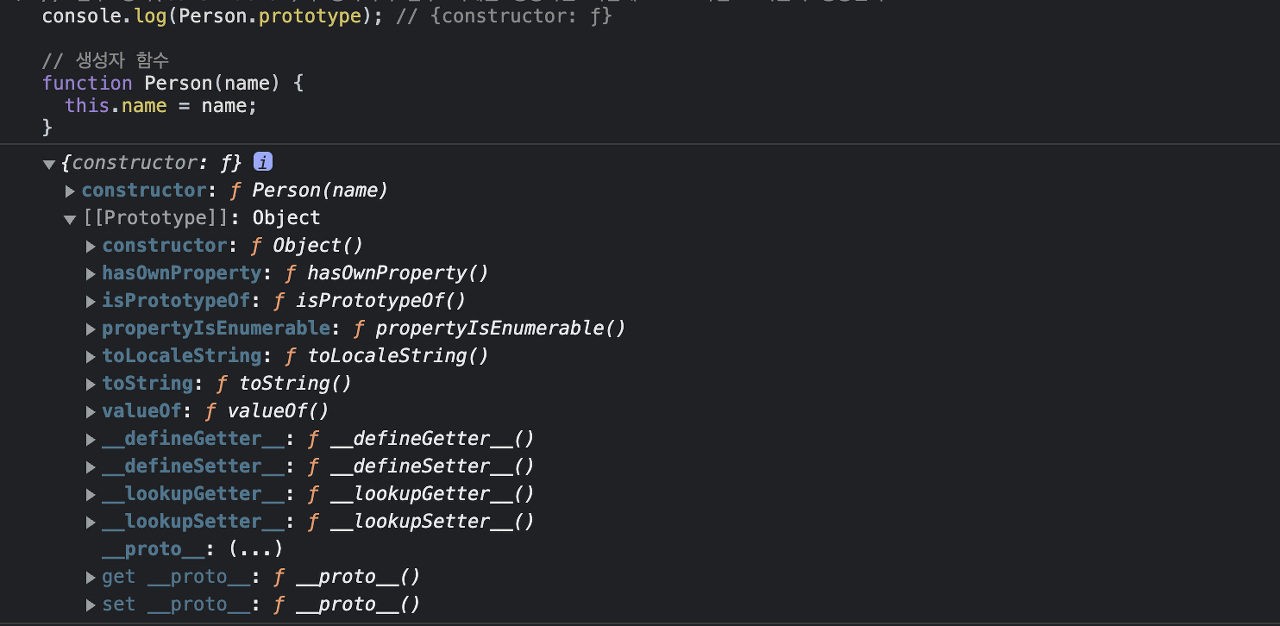 console.log(Person.prototype); // {constructor: ƒ}
// 생성자 함수
function Person(name) {
this.name = name;
}
▼{constructor: ƒ} i
▶constructor: ƒ Person(name)
▼[[Prototype]]: Object
▶constructor: ƒ Object()
▶hasOwnProperty: ƒ hasOwnProperty()
▶isPrototypeOf: ƒ isPrototypeOf()
▶propertyIsEnumerable: ƒ propertyIsEnumerable()
▶toLocaleString: ƒ toLocaleString()
▶toString: ƒ toString()
▶valueOf: ƒ valueOf()
▶__defineGetter__: ƒ __defineGetter__()
▶__defineSetter__: ƒ __defineSetter__()
▶__lookupGetter__: ƒ __lookupGetter__()
▶__lookupSetter__: ƒ __lookupSetter__()
__proto__: (...)
▶get __proto__: ƒ __proto__()
▶set __proto__: ƒ __proto__()